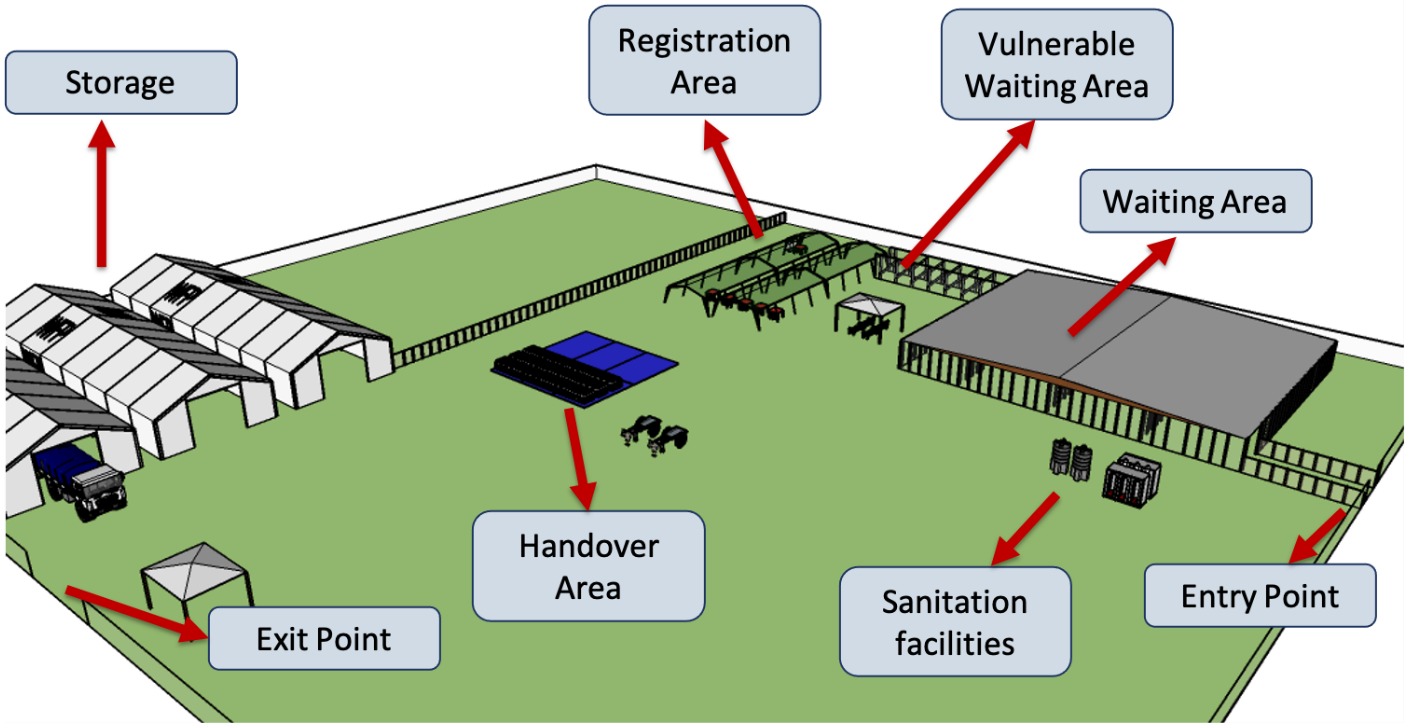 Storage
Registration
Area
Vulnerable
Waiting Area
Waiting Area
Handover
Area
Sanitation
facilities
Entry Point
Exit Point